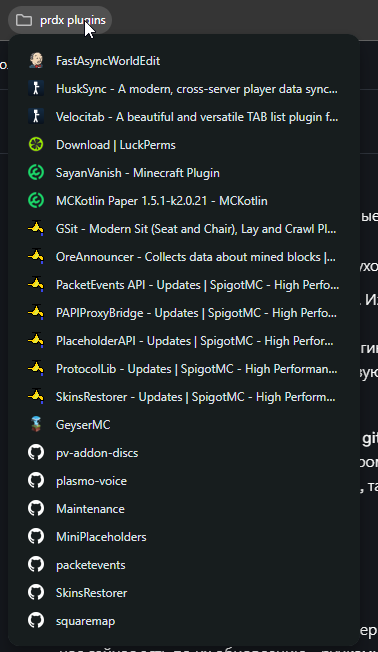 prdx plugins
FastAsyncWorldEdit
HuskSync - A modern, cross-server player data sync...
Velocitab - A beautiful and versatile TAB list plugin f...
Download | LuckPerms
SayanVanish - Minecraft Plugin
MCKotlin Paper 1.5.1-k2.0.21 - MCKotlin
GSit - Modern Sit (Seat and Chair), Lay and Crawl Pl...
OreAnnouncer - Collects data about mined blocks |...
PacketEvents API - Updates | SpigotMC - High Perfo...
PAPIProxyBridge - Updates | SpigotMC - High Perfo...
PlaceholderAPI - Updates | SpigotMC - High Perfor...
ProtocolLib - Updates | SpigotMC - High Performan...
SkinsRestorer - Updates | SpigotMC - High Perform...
GeyserMC
pv-addon-discs
plasmo-voice
Maintenance
MiniPlaceholders
packetevents
SkinsRestorer
squaremap